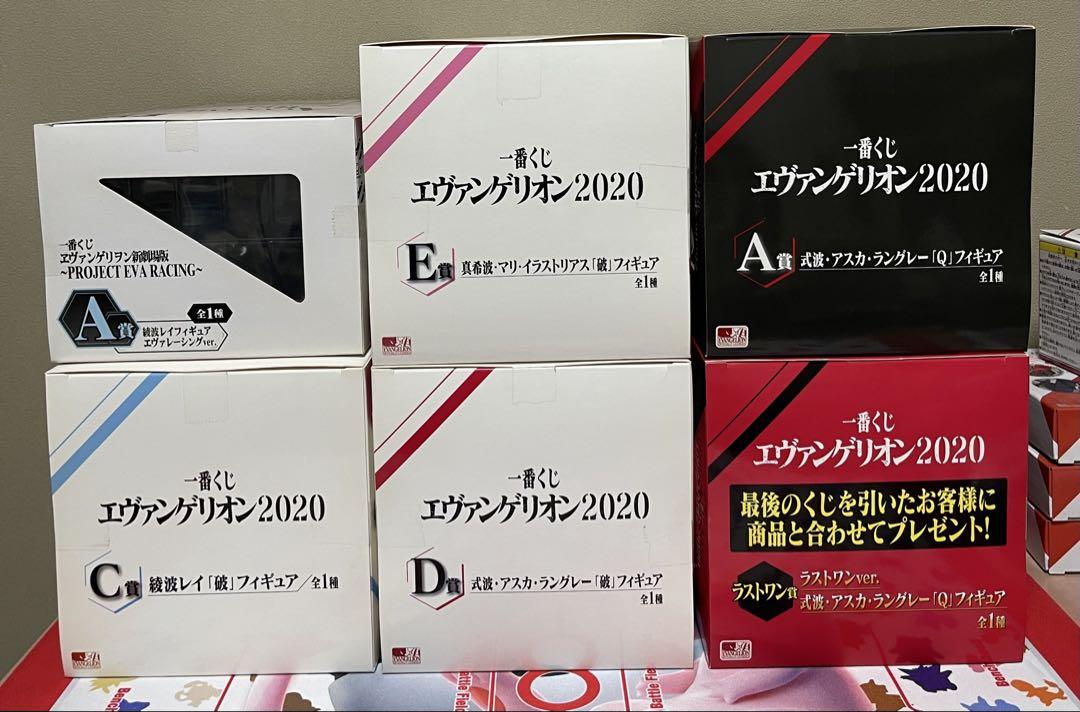 一番くじ
ヱヴァンゲリヲン新劇場版
~PROJECT EVA RACING~
A賞
全1種
綾波レイフィギュア
エヴァレーシングver.
一番くじ
エヴァンゲリオン2020
E賞
真希波・マリ・イラストリアス「破」フィギュア
全1種
EVANGELION
一番くじ
エヴァンゲリオン2020
A賞
式波・アスカ・ラングレー「Q」フィギュア
全1種
EVANGELION
一番くじ
エヴァンゲリオン2020
C賞
綾波レイ「破」フィギュア/全1種
EVANGELION
一番くじ
エヴァンゲリオン2020
D賞
式波・アスカ・ラングレー「破」フィギュア
全1種
EVANGELION
一番くじ
エヴァンゲリオン2020
最後のくじを引いたお客様に
商品と合わせてプレゼント!
ラストワン賞
ラストワンver.
式波・アスカ・ラングレー「Q」フィギュア
全1種
EVANGELION
Battle Field